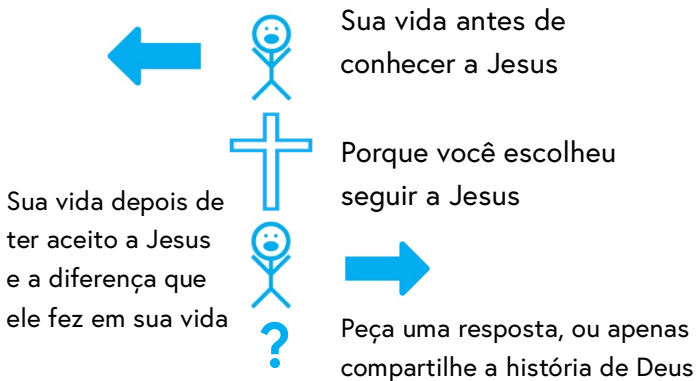 Sua vida antes de
conhecer a Jesus
Porque você escolheu
seguir a Jesus
Sua vida depois de
ter aceito a Jesus
e a diferença que
ele fez em sua vida
?
Peça uma resposta, ou apenas
compartilhe a história de Deus